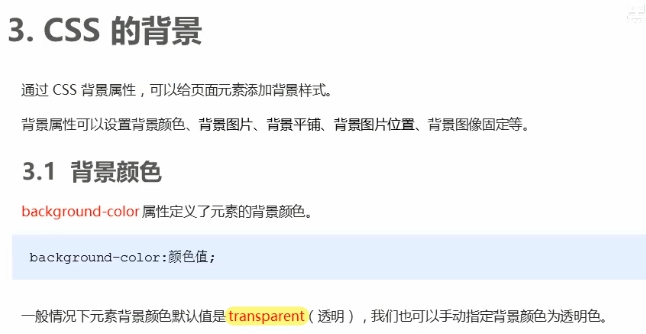 3. CSS 的背景
通过 CSS 背景属性，可以给页面元素添加背景样式。
背景属性可以设置背景颜色、背景图片、背景平铺、背景图片位置、背景图像固定等。
3.1 背景颜色
background-color 属性定义了元素的背景颜色。
background-color:颜色值;
一般情况下元素背景颜色默认值是 transparent（透明），我们也可以手动指定背景颜色为透明色。